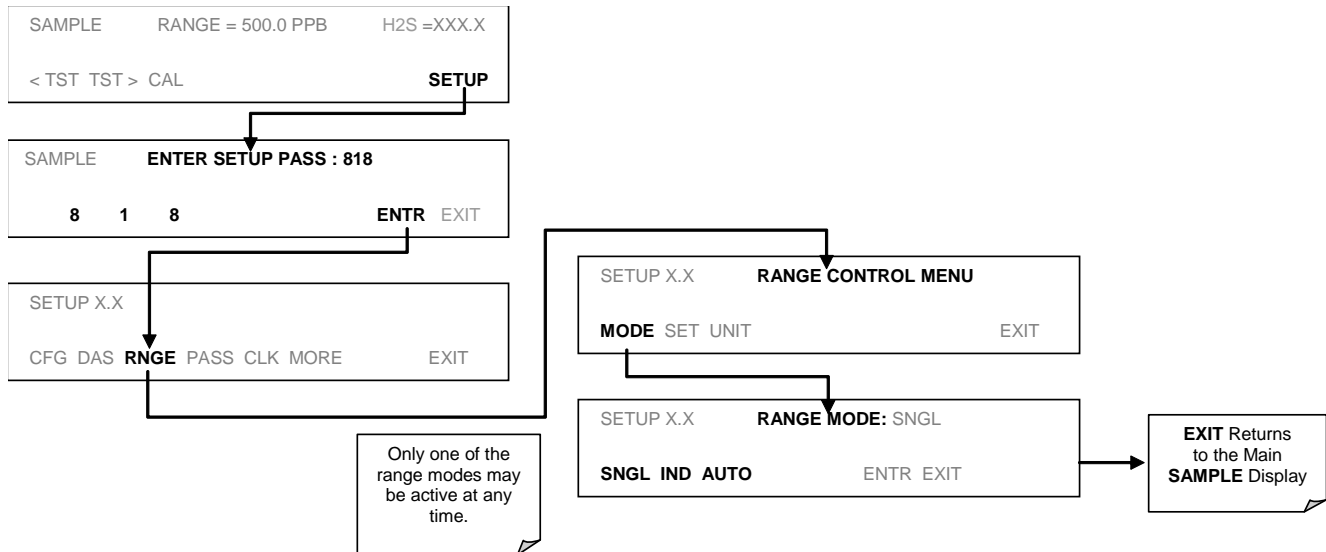 SAMPLE RANGE = 500.0 PPB H2S =XXX.X
< TST TST > CAL SETUP
SAMPLE ENTER SETUP PASS : 818
8 1 8 ENTR EXIT
SETUP X.X
CFG DAS RNGE PASS CLK MORE EXIT
SETUP X.X RANGE CONTROL MENU
MODE SET UNIT EXIT
SETUP X.X RANGE MODE: SNGL
SNGL IND AUTO ENTR EXIT
Only one of the
range modes may
be active at any
time.
EXIT Returns
to the Main
SAMPLE Display